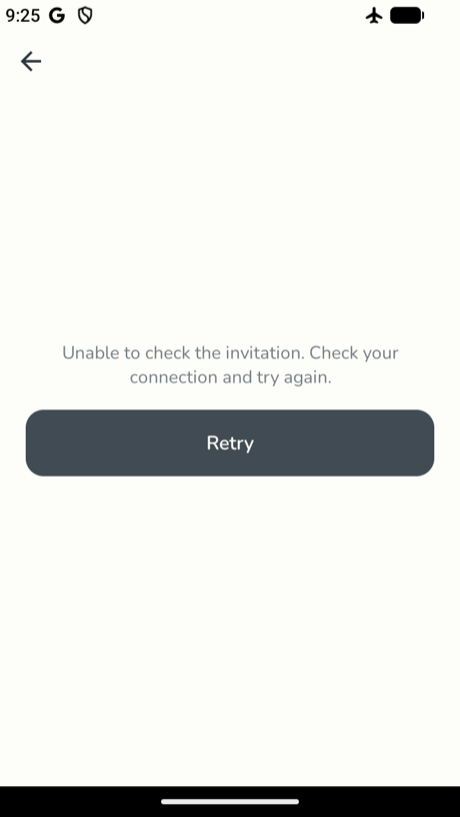 9:25 G
Unable to check the invitation. Check your
connection and try again.
Retry